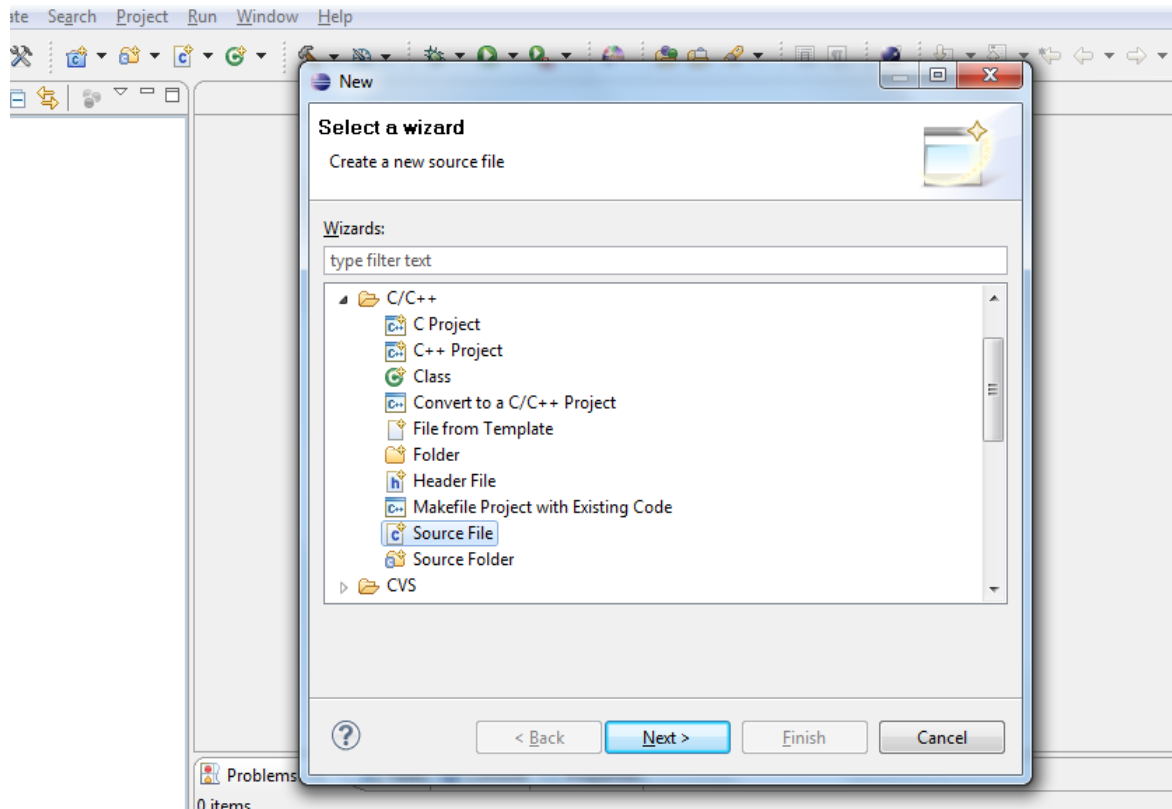 ate Search Project Run Window Help
New
Select a wizard
Create a new source file
Wizards:
type filter text
C/C++
C Project
C++ Project
Class
Convert to a C/C++ Project
File from Template
Folder
Header File
Makefile Project with Existing Code
Source File
Source Folder
CVS
< Back Next > Finish Cancel
Problems
0 items